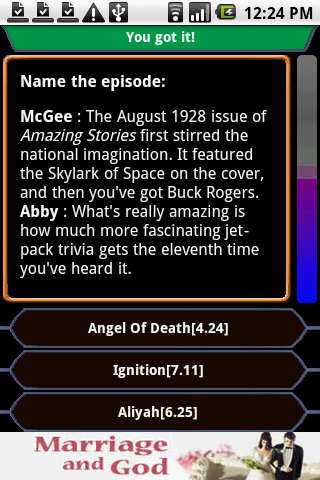 12:24 PM
You got it!
Name the episode:
McGee : The August 1928 issue of
Amazing Stories first stirred the
national imagination. It featured
the Skylark of Space on the cover,
and then you've got Buck Rogers.
Abby : What's really amazing is
how much more fascinating jet-
pack trivia gets the eleventh time
you've heard it.
Angel Of Death[4.24]
Ignition[7.11]
Aliyah[6.25]
Marriage
and God